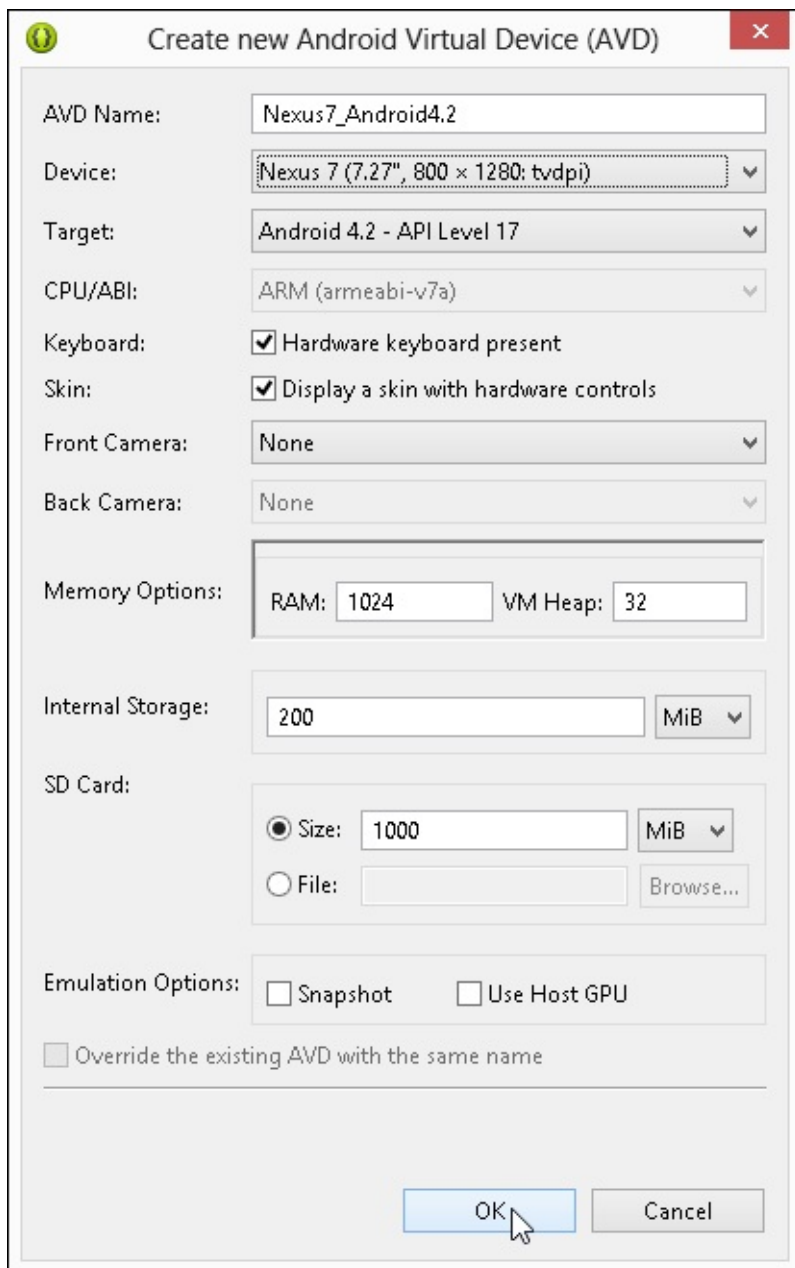 Create new Android Virtual Device (AVD)
AVD Name: Nexus7_Android4.2
Device: Nexus 7 (7.27", 800 × 1280: tvdpi)
Target: Android 4.2 - API Level 17
CPU/ABI: ARM (armeabi-v7a)
Keyboard: Hardware keyboard present
Skin: Display a skin with hardware controls
Front Camera: None
Back Camera: None
Memory Options: RAM: 1024 VM Heap: 32
Internal Storage: 200 MiB
SD Card:
Size: 1000 MiB
File: Browse...
Emulation Options: Snapshot Use Host GPU
Override the existing AVD with the same name
OK Cancel